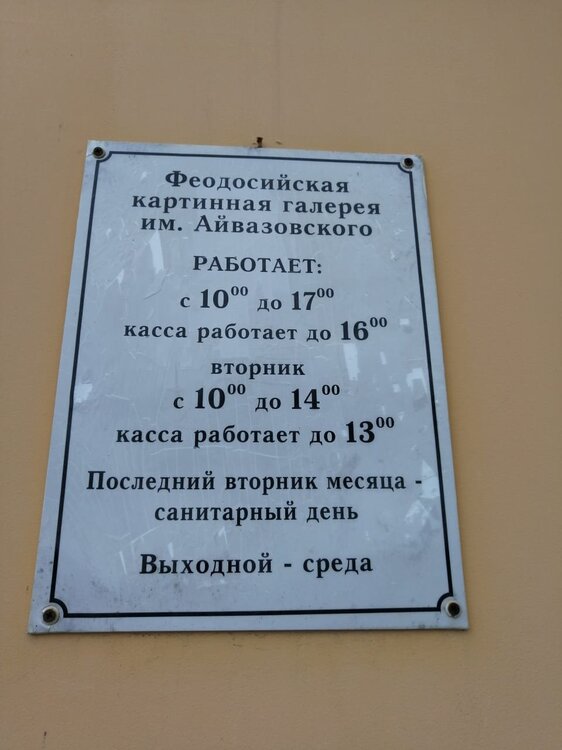 Феодосийская
картинная галерея
им. Айвазовского
РАБОТАЕТ:
с 10⁰⁰ до 17⁰⁰
касса работает до 16⁰⁰
вторник
с 10⁰⁰ до 14⁰⁰
касса работает до 13⁰⁰
Последний вторник месяца -
санитарный день
Выходной - среда